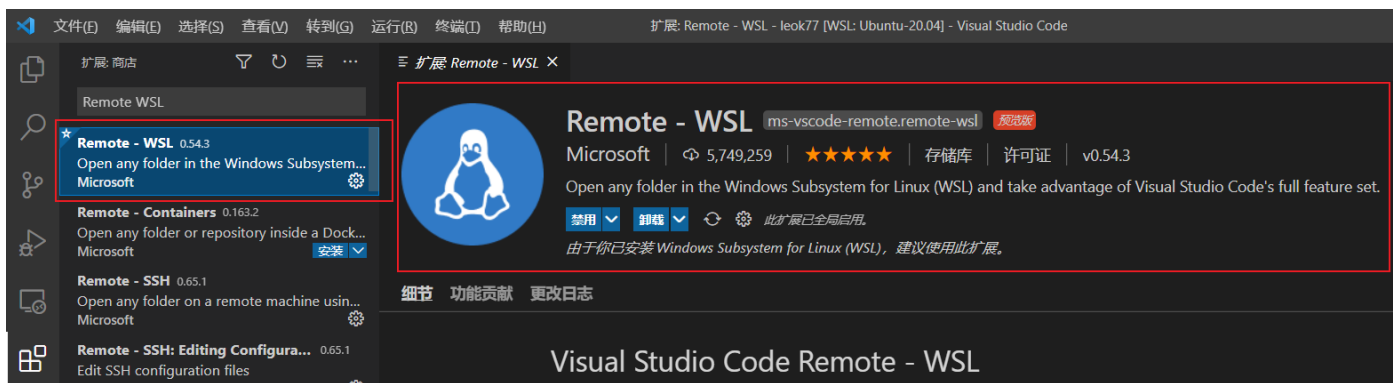 文件(F) 编辑(E) 选择(S) 查看(V) 转到(G) 运行(R) 终端(T) 帮助(H) 扩展: Remote - WSL - leok77 [WSL: Ubuntu-20.04] - Visual Studio Code
扩展: 商店
Remote WSL
Remote - WSL 0.54.3
Open any folder in the Windows Subsystem...
Microsoft
Remote - Containers 0.163.2
Open any folder or repository inside a Dock...
Microsoft 安装
Remote - SSH 0.65.1
Open any folder on a remote machine usin...
Microsoft
Remote - SSH: Editing Configura... 0.65.1
Edit SSH configuration files
扩展: Remote - WSL
Remote - WSL ms-vscode-remote.remote-wsl 预览版
Microsoft 5,749,259 ★★★★★ 存储库 许可证 v0.54.3
Open any folder in the Windows Subsystem for Linux (WSL) and take advantage of Visual Studio Code's full feature set.
禁用 卸载 此扩展已全局启用。
由于你已安装 Windows Subsystem for Linux (WSL)，建议使用此扩展。
细节 功能贡献 更改日志
Visual Studio Code Remote - WSL